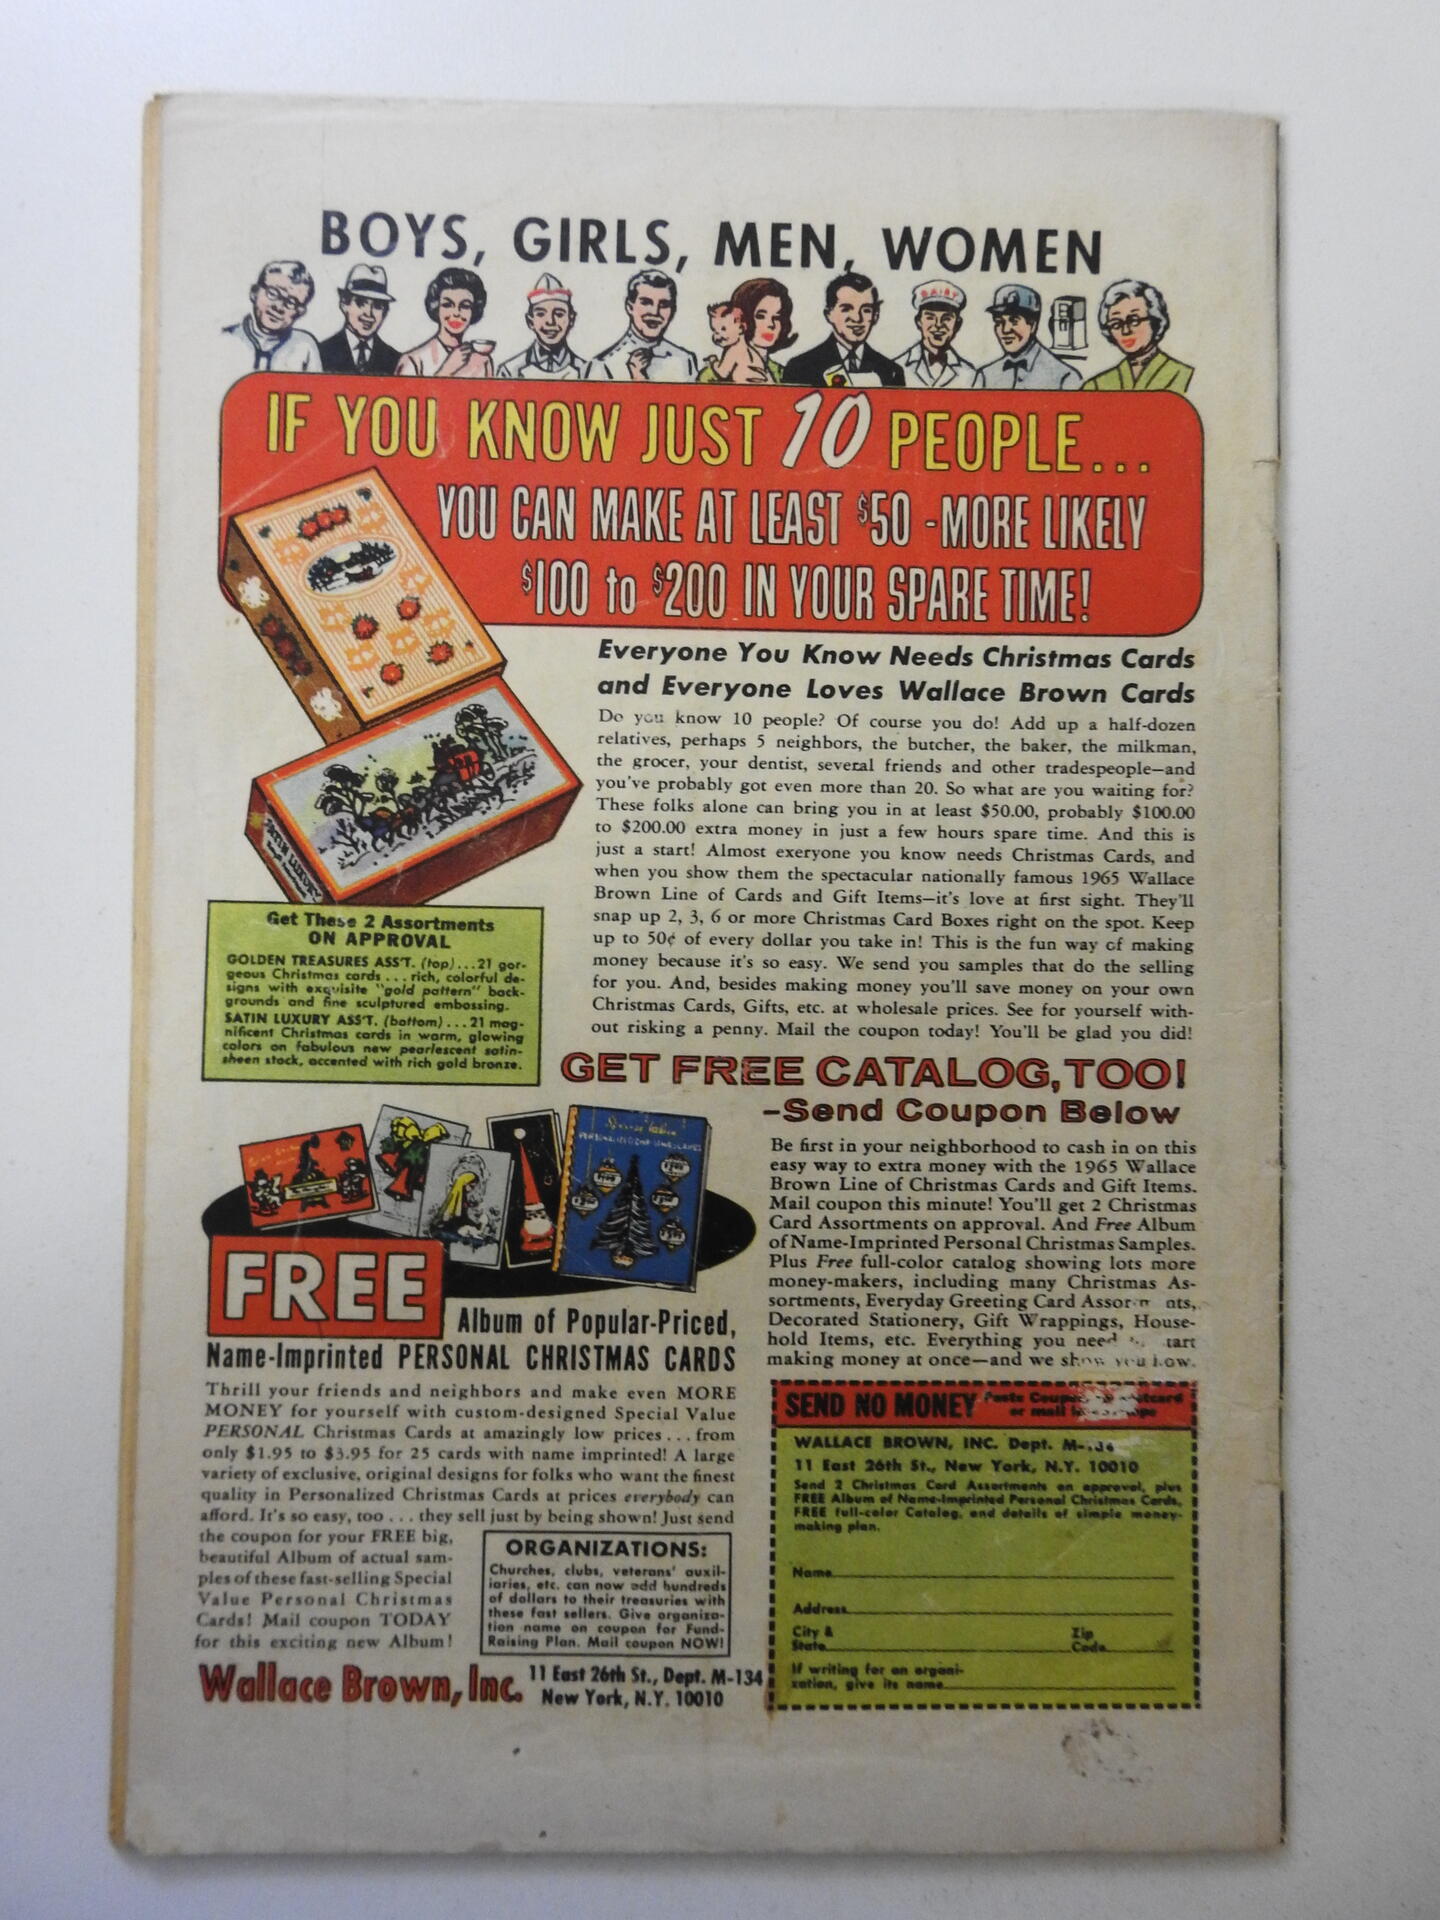 BOYS, GIRLS, MEN, WOMEN
DAIRY
IF YOU KNOW JUST 10 PEOPLE...
YOU CAN MAKE AT LEAST $50 - MORE LIKELY
$100 to $200 IN YOUR SPARE TIME!
SATIN LUXURY
Everyone You Know Needs Christmas Cards
and Everyone Loves Wallace Brown Cards
Do you know 10 people? Of course you do! Add up a half-dozen
relatives, perhaps 5 neighbors, the butcher, the baker, the milkman,
the grocer, your dentist, several friends and other tradespeople—and
you've probably got even more than 20. So what are you waiting for?
These folks alone can bring you in at least $50.00, probably $100.00
to $200.00 extra money in just a few hours spare time. And this is
just a start! Almost exeryone you know needs Christmas Cards, and
when you show them the spectacular nationally famous 1965 Wallace
Brown Line of Cards and Gift Items—it's love at first sight. They'll
snap up 2, 3, 6 or more Christmas Card Boxes right on the spot. Keep
up to 50¢ of every dollar you take in! This is the fun way of making
money because it's so easy. We send you samples that do the selling
for you. And, besides making money you'll save money on your own
Christmas Cards, Gifts, etc. at wholesale prices. See for yourself with-
out risking a penny. Mail the coupon today! You'll be glad you did!
Get These 2 Assortments
ON APPROVAL
GOLDEN TREASURES ASS'T. (top)...21 gor-
geous Christmas cards...rich, colorful de-
signs with exquisite "gold pattern" back-
grounds and fine sculptured embossing.
SATIN LUXURY ASS'T. (bottom)...21 mag-
nificent Christmas cards in warm, glowing
colors on fabulous new pearlescent satin-
sheen stock, accented with rich gold bronze.
GET FREE CATALOG, TOO!
–Send Coupon Below
Be first in your neighborhood to cash in on this
easy way to extra money with the 1965 Wallace
Brown Line of Christmas Cards and Gift Items.
Mail coupon this minute! You'll get 2 Christmas
Card Assortments on approval. And Free Album
of Name-Imprinted Personal Christmas Samples.
Plus Free full-color catalog showing lots more
money-makers, including many Christmas As-
sortments, Everyday Greeting Card
Decorated Stationery, Gift Wrappings, House-
hold Items, etc. Everything you need
making money at once—and we show you how.
FREE
Album of Popular-Priced,
Name-Imprinted PERSONAL CHRISTMAS CARDS
Thrill your friends and neighbors and make even MORE
MONEY for yourself with custom-designed Special Value
PERSONAL Christmas Cards at amazingly low prices...from
only $1.95 to $3.95 for 25 cards with name imprinted! A large
variety of exclusive, original designs for folks who want the finest
quality in Personalized Christmas Cards at prices everybody can
afford. It's so easy, too...they sell just by being shown! Just send
the coupon for your FREE big,
beautiful Album of actual sam-
ples of these fast-selling Special
Value Personal Christmas
Cards! Mail coupon TODAY
for this exciting new Album!
ORGANIZATIONS:
Churches, clubs, veterans' auxil-
iaries, etc. can now add hundreds
of dollars to their treasuries with
these fast sellers. Give organiza-
tion name on coupon for Fund-
Raising Plan. Mail coupon NOW!
Wallace Brown, Inc.
11 East 26th St., Dept. M-134
New York, N.Y. 10010
SEND NO MONEY
Paste Coupon
or mail
WALLACE BROWN, INC. Dept. M-134
11 East 26th St., New York, N.Y. 10010
Send 2 Christmas Card Assortments on approval, plus
FREE Album of Name-Imprinted Personal Christmas Cards,
FREE full-color Catalog, and details of simple money-
making plan.
Name
Address
City &
State
Zip
Code
If writing for an organi-
zation, give its name